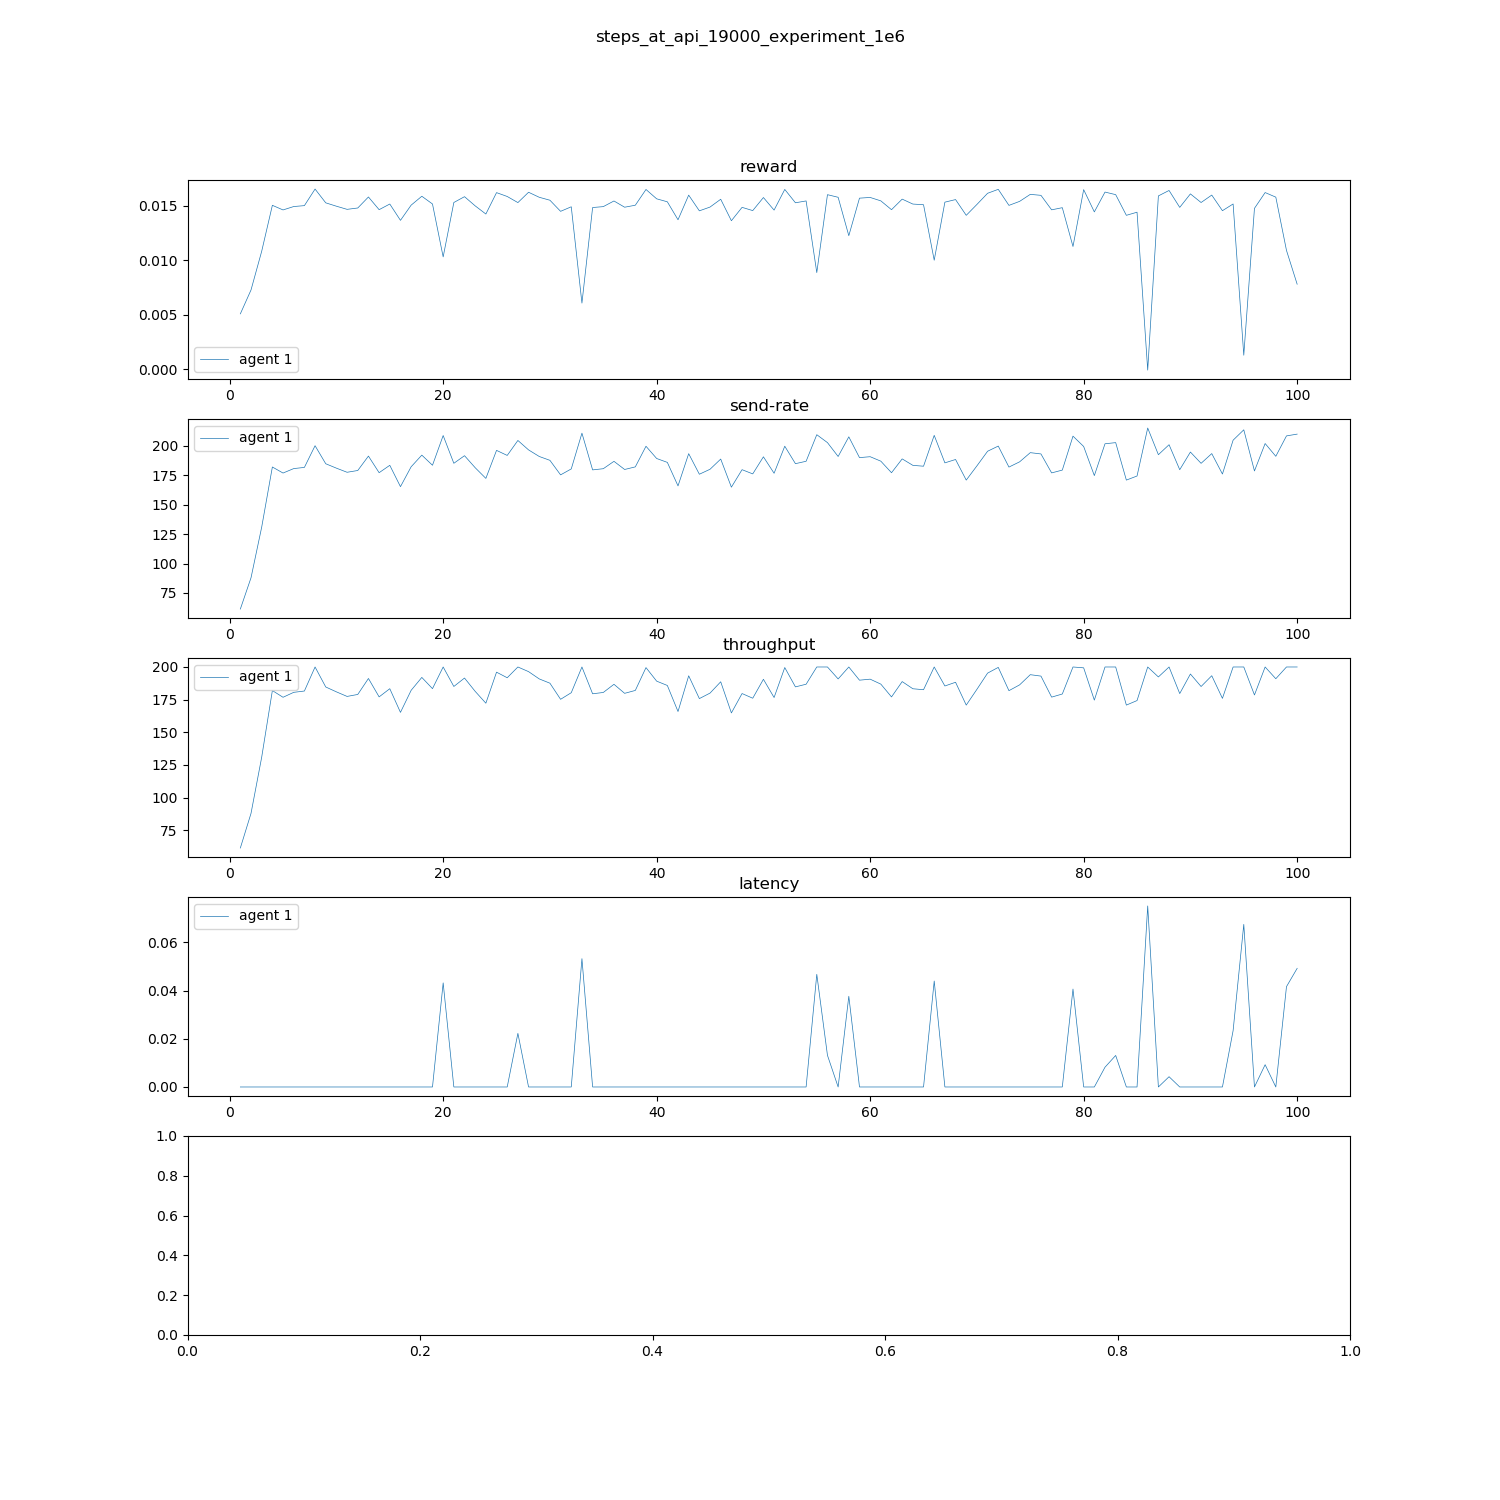 steps_at_api_19000_experiment_1e6
reward
0.015
0.010
0.005
0.000
agent 1
0 20 40 60 80 100
send-rate
agent 1
200
175
150
125
100
75
0 20 40 60 80 100
throughput
200
agent 1
175
150
125
100
75
0 20 40 60 80 100
latency
agent 1
0.06
0.04
0.02
0.00
0 20 40 60 80 100
1.0
0.8
0.6
0.4
0.2
0.0
0.0 0.2 0.4 0.6 0.8 1.0